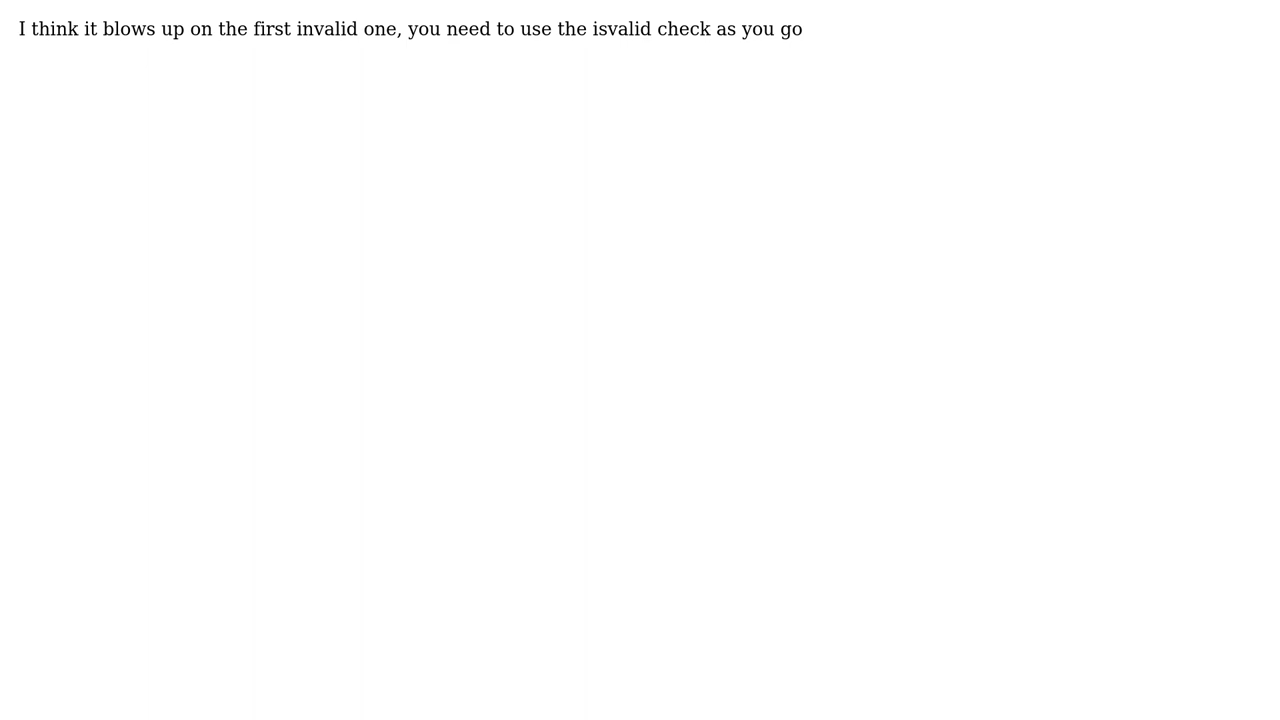 I think it blows up on the first invalid one, you need to use the isvalid check as you go